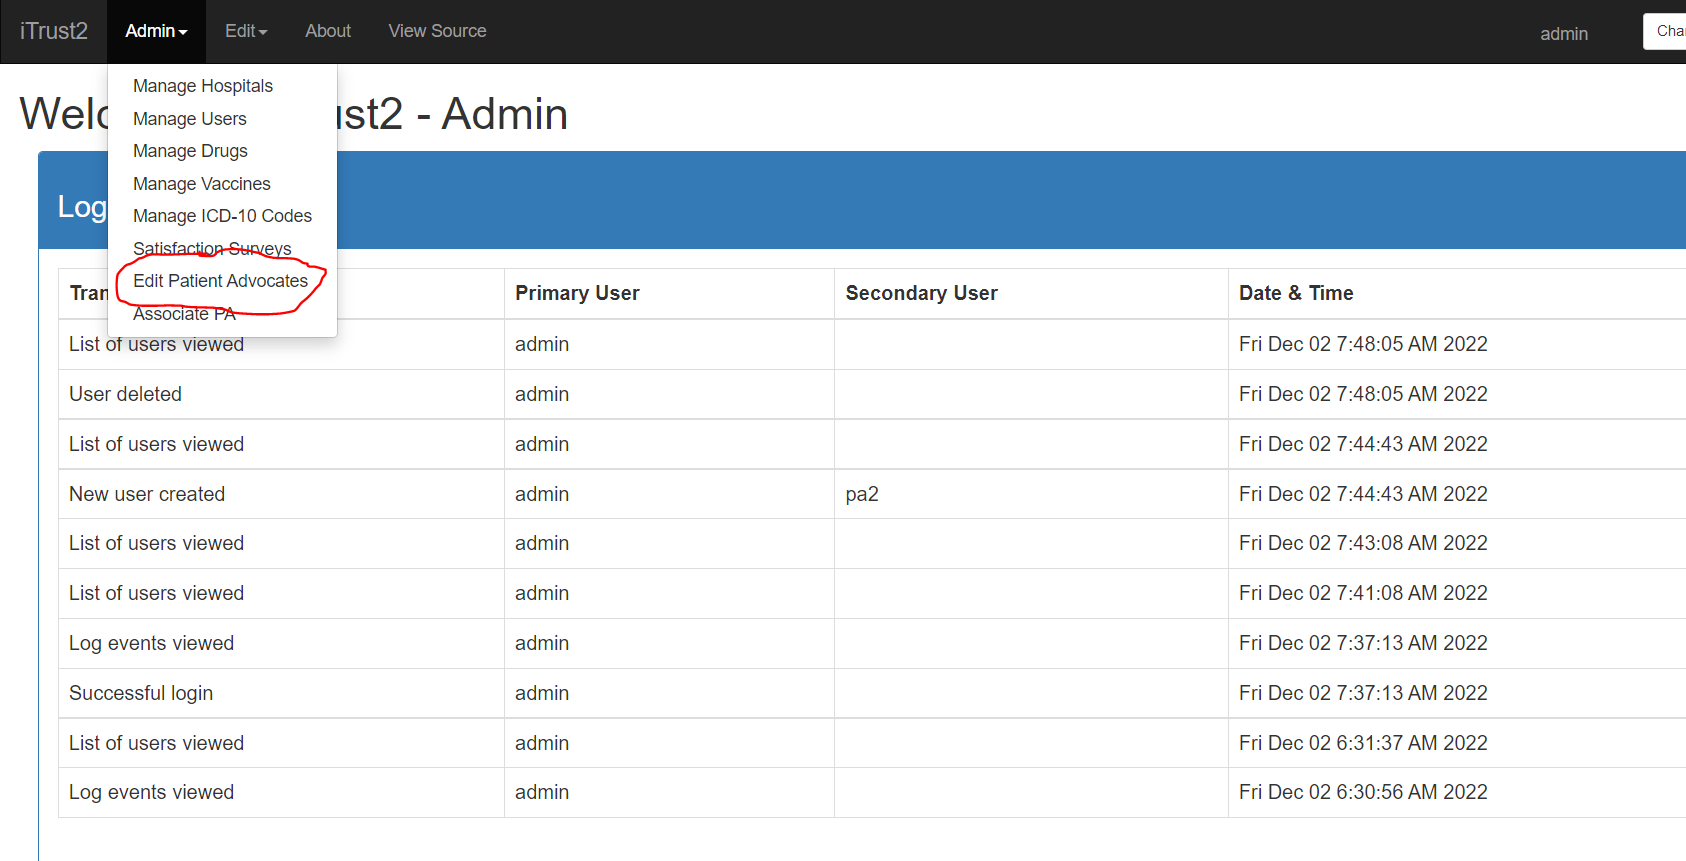 iTrust2 Admin Edit About View Source admin Cha
Manage Hospitals
Manage Users
Manage Drugs
Manage Vaccines
Manage ICD-10 Codes
Satisfaction Surveys
Edit Patient Advocates
Associate PA
Welc ust2 - Admin
Log
Tran Primary User Secondary User Date & Time
List of users viewed admin Fri Dec 02 7:48:05 AM 2022
User deleted admin Fri Dec 02 7:48:05 AM 2022
List of users viewed admin Fri Dec 02 7:44:43 AM 2022
New user created admin pa2 Fri Dec 02 7:44:43 AM 2022
List of users viewed admin Fri Dec 02 7:43:08 AM 2022
List of users viewed admin Fri Dec 02 7:41:08 AM 2022
Log events viewed admin Fri Dec 02 7:37:13 AM 2022
Successful login admin Fri Dec 02 7:37:13 AM 2022
List of users viewed admin Fri Dec 02 6:31:37 AM 2022
Log events viewed admin Fri Dec 02 6:30:56 AM 2022